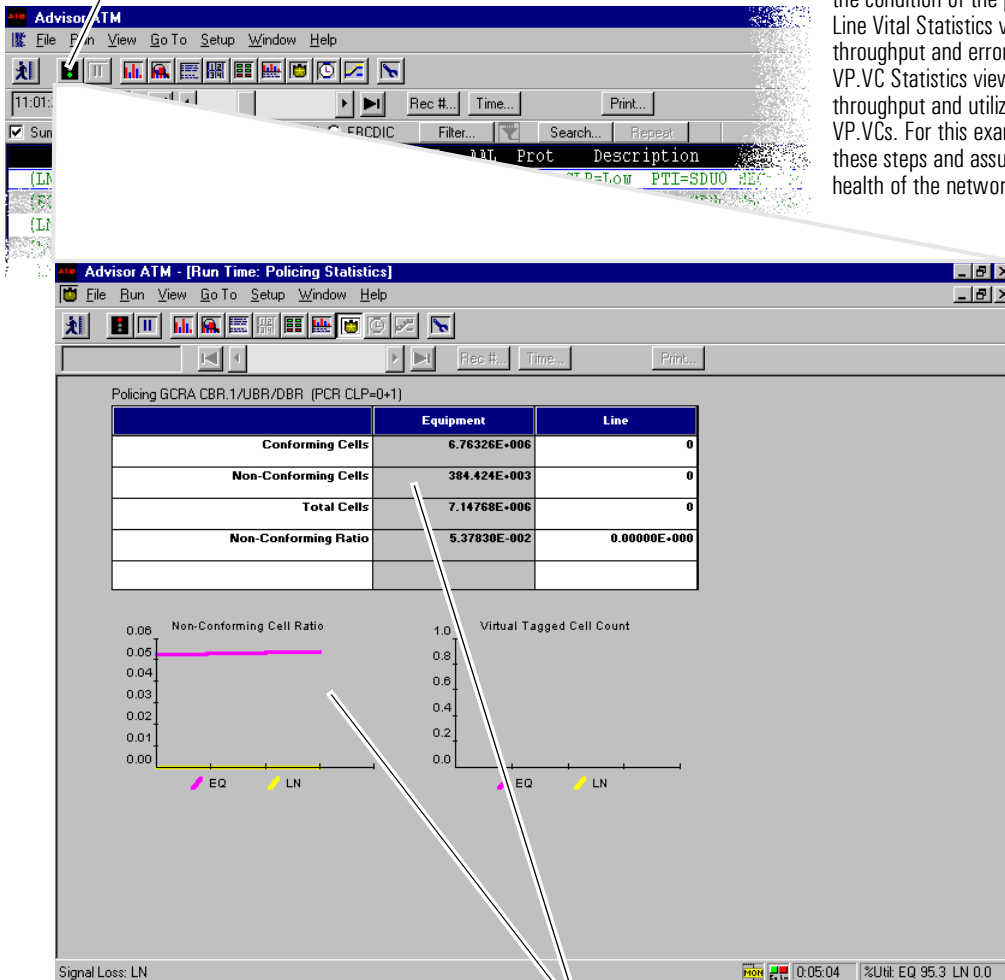 the condition of the
Line Vital Statistics
throughput and error
VP.VC Statistics view
throughput and utiliz
VP.VCs. For this exa
these steps and assu
health of the networ
Advisor ATM
File Run View Go To Setup Window Help
11:01:
Rec #... Time... Print...
Sun
EBCDIC Filter... Search... Repeat
AAL Prot Description
(LN CLP=Low PTI=SDU0
(LN
ATM Advisor ATM - [Run Time: Policing Statistics]
File Run View Go To Setup Window Help
Rec #... Time... Print...
Policing GCRA CBR.1/UBR/DBR (PCR CLP=0+1)
Equipment Line
Conforming Cells 6.76326E+006 0
Non-Conforming Cells 384.424E+003 0
Total Cells 7.14768E+006 0
Non-Conforming Ratio 5.37830E-002 0.00000E+000
Non-Conforming Cell Ratio
0.06
0.05
0.04
0.03
0.02
0.01
0.00
EQ LN
Virtual Tagged Cell Count
1.0
0.8
0.6
0.4
0.2
0.0
EQ LN
Signal Loss: LN
MON 0:05:04 %Util: EQ 95.3 LN 0.0